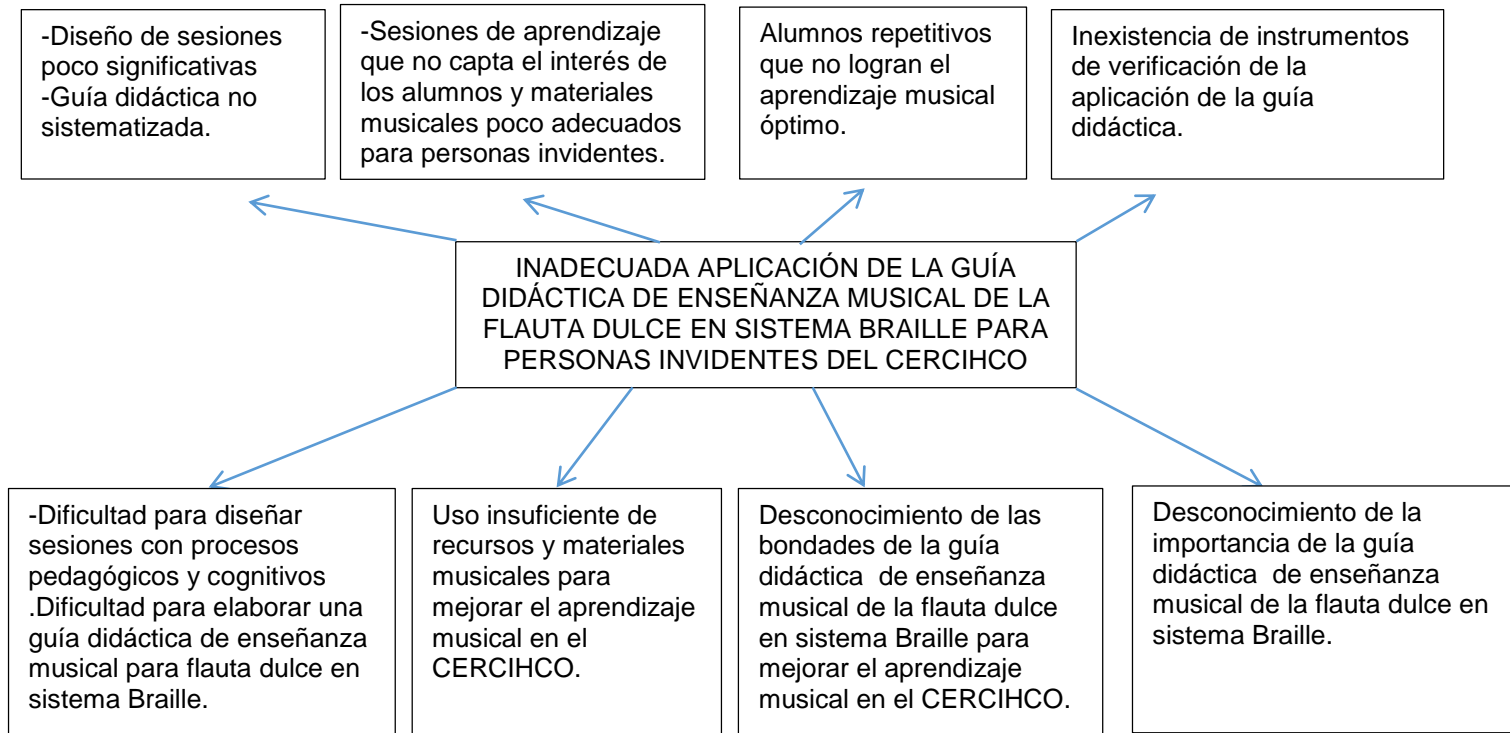 -Diseño de sesiones
poco significativas
-Guía didáctica no
sistematizada.
-Sesiones de aprendizaje
que no capta el interés de
los alumnos y materiales
musicales poco adecuados
para personas invidentes.
Alumnos repetitivos
que no logran el
aprendizaje musical
óptimo.
Inexistencia de instrumentos
de verificación de la
aplicación de la guía
didáctica.
INADECUADA APLICACIÓN DE LA GUÍA
DIDÁCTICA DE ENSEÑANZA MUSICAL DE LA
FLAUTA DULCE EN SISTEMA BRAILLE PARA
PERSONAS INVIDENTES DEL CERCIHCO
-Dificultad para diseñar
sesiones con procesos
pedagógicos y cognitivos
.Dificultad para elaborar una
guía didáctica de enseñanza
musical para flauta dulce en
sistema Braille.
Uso insuficiente de
recursos y materiales
musicales para
mejorar el aprendizaje
musical en el
CERCIHCO.
Desconocimiento de las
bondades de la guía
didáctica de enseñanza
musical de la flauta dulce
en sistema Braille para
mejorar el aprendizaje
musical en el CERCIHCO.
Desconocimiento de la
importancia de la guía
didáctica de enseñanza
musical de la flauta dulce en
sistema Braille.